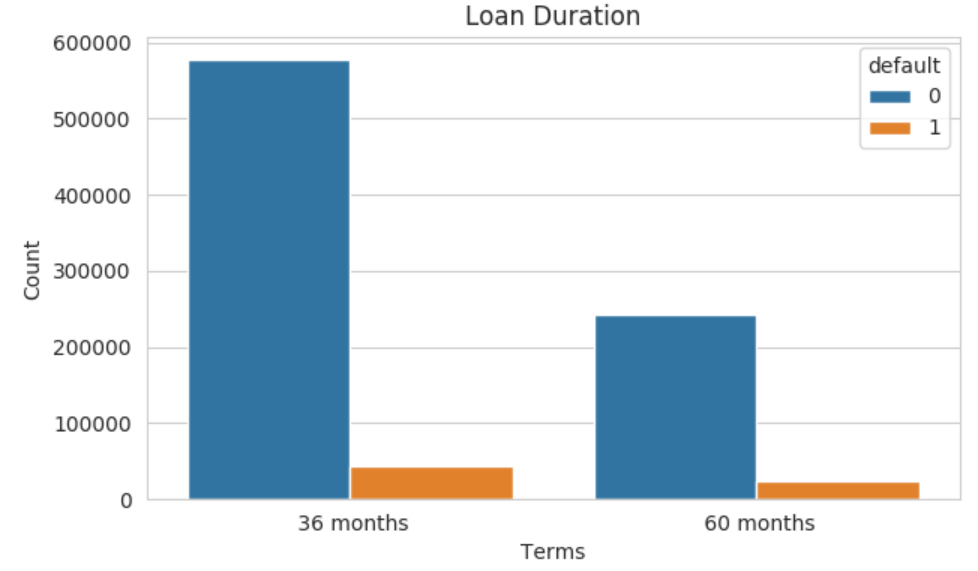 Loan Duration
600000
500000
400000
300000
200000
100000
0
Count
default
0
1
36 months
60 months
Terms